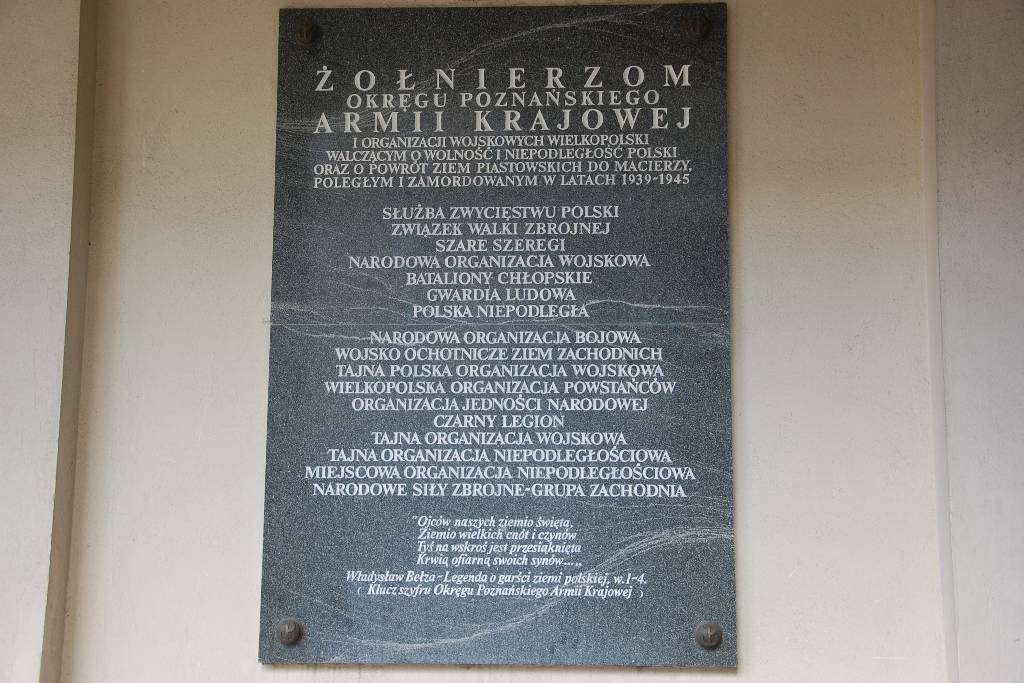 ŻOŁNIERZOM
OKRĘGU POZNAŃSKIEGO
ARMII KRAJOWEJ
I ORGANIZACJI WOJSKOWYCH WIELKOPOLSKI
WALCZĄCYM O WOLNOŚĆ I NIEPODLEGŁOŚĆ POLSKI
ORAZ O POWRÓT ZIEM PIASTOWSKICH DO MACIERZY,
POLEGŁYM I ZAMORDOWANYM W LATACH 1939-1945
SŁUŻBA ZWYCIĘSTWU POLSKI
ZWIĄZEK WALKI ZBROJNEJ
SZARE SZEREGI
NARODOWA ORGANIZACJA WOJSKOWA
BATALIONY CHŁOPSKIE
GWARDIA LUDOWA
POLSKA NIEPODLEGŁA
NARODOWA ORGANIZACJA BOJOWA
WOJSKO OCHOTNICZE ZIEM ZACHODNICH
TAJNA POLSKA ORGANIZACJA WOJSKOWA
WIELKOPOLSKA ORGANIZACJA POWSTAŃCÓW
ORGANIZACJA JEDNOŚCI NARODOWEJ
CZARNY LEGION
TAJNA ORGANIZACJA WOJSKOWA
TAJNA ORGANIZACJA NIEPODLEGŁOŚCIOWA
MIEJSCOWA ORGANIZACJA NIEPODLEGŁOŚCIOWA
NARODOWE SIŁY ZBROJNE-GRUPA ZACHODNIA
"Ojców naszych ziemio święta,
Ziemio wielkich cnót i czynów
Tyś na wskroś jest przesiąknięta
Krwią ofiarną swoich synów....„
Władysław Bełza - Legenda o garści ziemi polskiej, w. 1-4.
( Klucz szyfru Okręgu Poznańskiego Armii Krajowej )